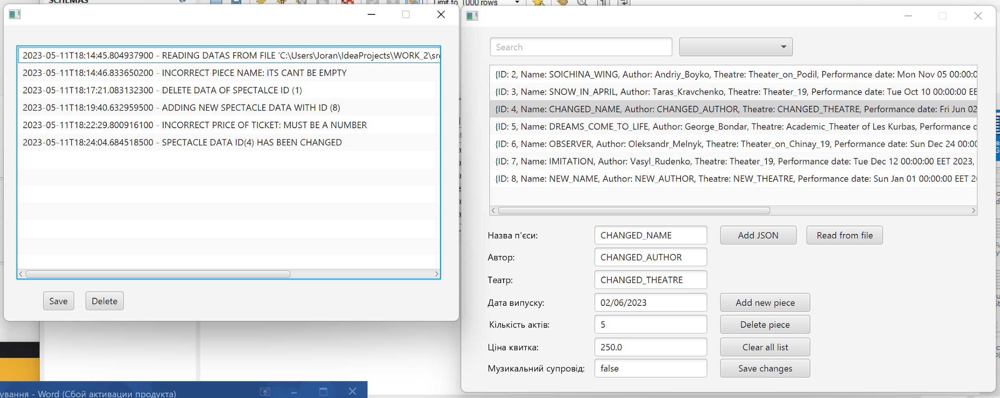 SCHEMAS
Limit to 1000 rows
2023-05-11T18:14:45.804937900 - READING DATAS FROM FILE 'C:\Users\Joran\IdeaProjects\WORK_2\src
2023-05-11T18:14:46.833650200 - INCORRECT PIECE NAME: ITS CANT BE EMPTY
2023-05-11T18:17:21.083132300 - DELETE DATA OF SPECTALCE ID (1)
2023-05-11T18:19:40.632959500 - ADDING NEW SPECTACLE DATA WITH ID (8)
2023-05-11T18:22:29.800916100 - INCORRECT PRICE OF TICKET: MUST BE A NUMBER
2023-05-11T18:24:04.684518500 - SPECTACLE DATA ID(4) HAS BEEN CHANGED
Save
Delete
Search
{ID: 2, Name: SOICHINA_WING, Author: Andriy_Boyko, Theatre: Theater_on_Podil, Performance date: Mon Nov 05 00:00:0
{ID: 3, Name: SNOW_IN_APRIL, Author: Taras_Kravchenko, Theatre: Theater_19, Performance date: Tue Oct 10 00:00:00 EE
{ID: 4, Name: CHANGED_NAME, Author: CHANGED_AUTHOR, Theatre: CHANGED_THEATRE, Performance date: Fri Jun 02
{ID: 5, Name: DREAMS_COME_TO_LIFE, Author: George_Bondar, Theatre: Academic_Theater of Les Kurbas, Performance d
{ID: 6, Name: OBSERVER, Author: Oleksandr_Melnyk, Theatre: Theater_on_Chinay_19, Performance date: Sun Dec 24 00:00
{ID: 7, Name: IMITATION, Author: Vasyl_Rudenko, Theatre: Theater_19, Performance date: Tue Dec 12 00:00:00 EET 2023,
{ID: 8, Name: NEW_NAME, Author: NEW_AUTHOR, Theatre: NEW_THEATRE, Performance date: Sun Jan 01 00:00:00 EET 2
Назва п'єси: CHANGED_NAME Add JSON Read from file
Автор: CHANGED_AUTHOR
Театр: CHANGED_THEATRE
Дата випуску: 02/06/2023 Add new piece
Кількість актів: 5 Delete piece
Ціна квитка: 250.0 Clear all list
Музикальний супровід: false Save changes
ування - Word (Сбой активации продукта)